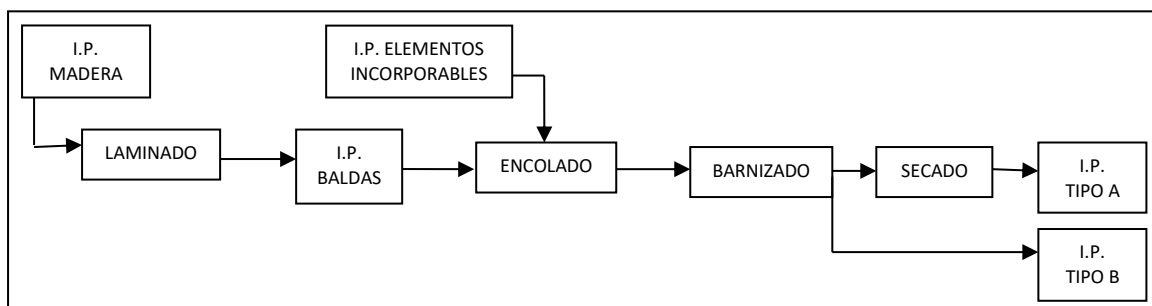 I.P.
MADERA
I.P. ELEMENTOS
INCORPORABLES
LAMINADO
I.P.
BALDAS
ENCOLADO
BARNIZADO
SECADO
I.P.
TIPO A
I.P.
TIPO B